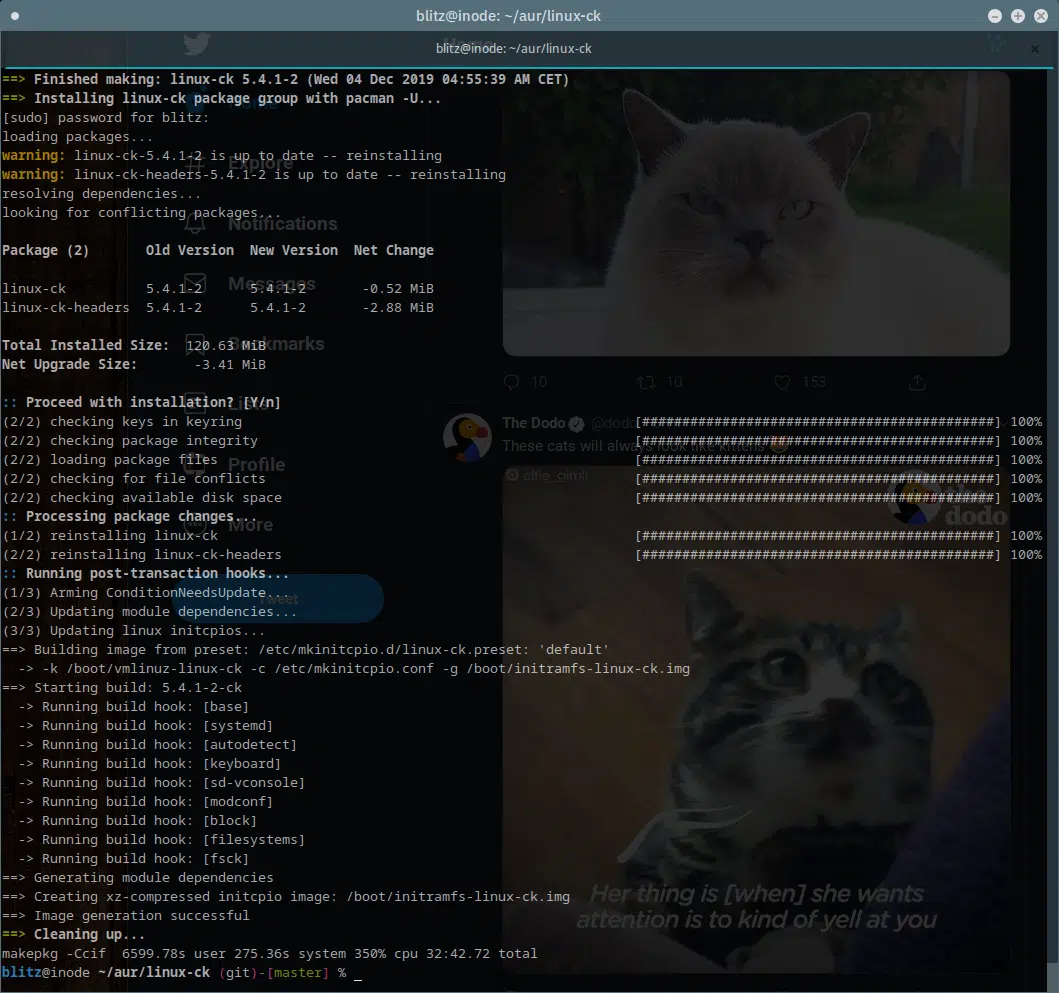 blitz@inode: ~/aur/linux-ck
blitz@inode: ~/aur/linux-ck
==> Finished making: linux-ck 5.4.1-2 (Wed 04 Dec 2019 04:55:39 AM CET)
==> Installing linux-ck package group with pacman -U...
[sudo] password for blitz:
loading packages...
warning: linux-ck-5.4.1-2 is up to date -- reinstalling
warning: linux-ck-headers-5.4.1-2 is up to date -- reinstalling
resolving dependencies...
looking for conflicting packages...
Package (2) Old Version New Version Net Change
linux-ck 5.4.1-2 5.4.1-2 -0.52 MiB
linux-ck-headers 5.4.1-2 5.4.1-2 -2.88 MiB
Total Installed Size: 120.63 MiB
Net Upgrade Size: -3.41 MiB
:: Proceed with installation? [Y/n]
(2/2) checking keys in keyring [############################################] 100%
(2/2) checking package integrity [############################################] 100%
(2/2) loading package files [############################################] 100%
(2/2) checking for file conflicts [############################################] 100%
(2/2) checking available disk space [############################################] 100%
:: Processing package changes...
(1/2) reinstalling linux-ck [############################################] 100%
(2/2) reinstalling linux-ck-headers [############################################] 100%
:: Running post-transaction hooks...
(1/3) Arming ConditionNeedsUpdate...
(2/3) Updating module dependencies...
(3/3) Updating linux initcpios...
==> Building image from preset: /etc/mkinitcpio.d/linux-ck.preset: 'default'
-> -k /boot/vmlinuz-linux-ck -c /etc/mkinitcpio.conf -g /boot/initramfs-linux-ck.img
==> Starting build: 5.4.1-2-ck
-> Running build hook: [base]
-> Running build hook: [systemd]
-> Running build hook: [autodetect]
-> Running build hook: [keyboard]
-> Running build hook: [sd-vconsole]
-> Running build hook: [modconf]
-> Running build hook: [block]
-> Running build hook: [filesystems]
-> Running build hook: [fsck]
==> Generating module dependencies
==> Creating xz-compressed initcpio image: /boot/initramfs-linux-ck.img
==> Image generation successful
==> Cleaning up...
makepkg -Ccif 6599.78s user 275.36s system 350% cpu 32:42.72 total
blitz@inode ~/aur/linux-ck (git)-[master] % _
Home
Explore
Notifications
Messages
Bookmarks
Lists
Profile
More
Tweet
10 10 153
The Dodo
These cats will always look like kittens
elfie_gimli
the
dodo
Her thing is [when] she wants
attention is to kind of yell at you